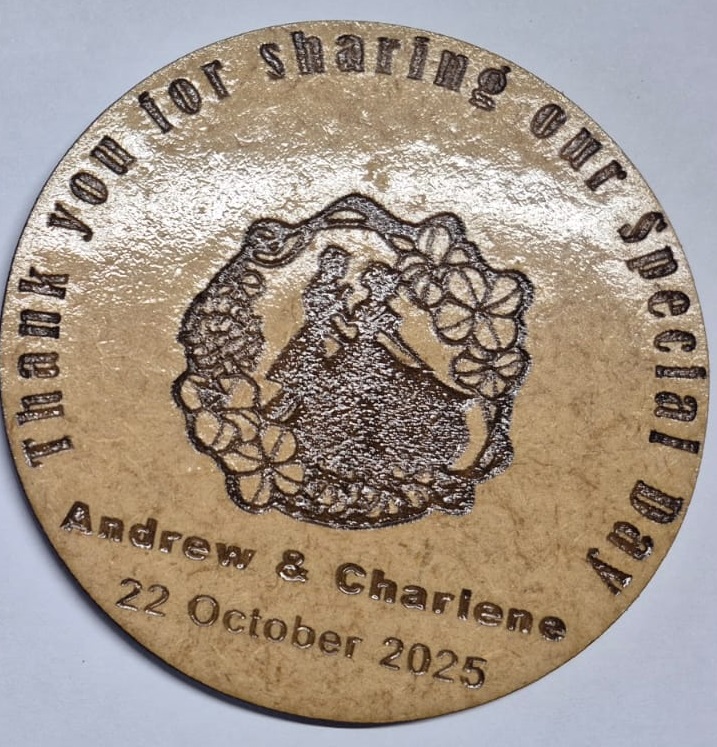 Thank you for sharing our Special Day
Andrew & Charlene
22 October 2025